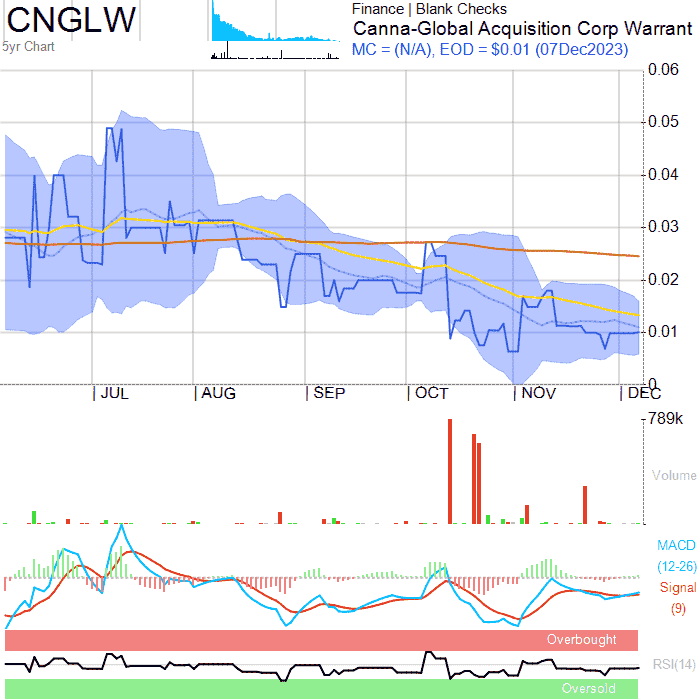 CNGLW
5yr Chart
Finance | Blank Checks
Canna-Global Acquisition Corp Warrant
MC = (N/A), EOD = $0.01 (07Dec2023)
0.06
0.05
0.04
0.03
0.02
0.01
0
JUL AUG SEP OCT NOV DEC
789k
Volume
MACD
(12-26)
Signal
(9)
Overbought
RSI(14)
Oversold